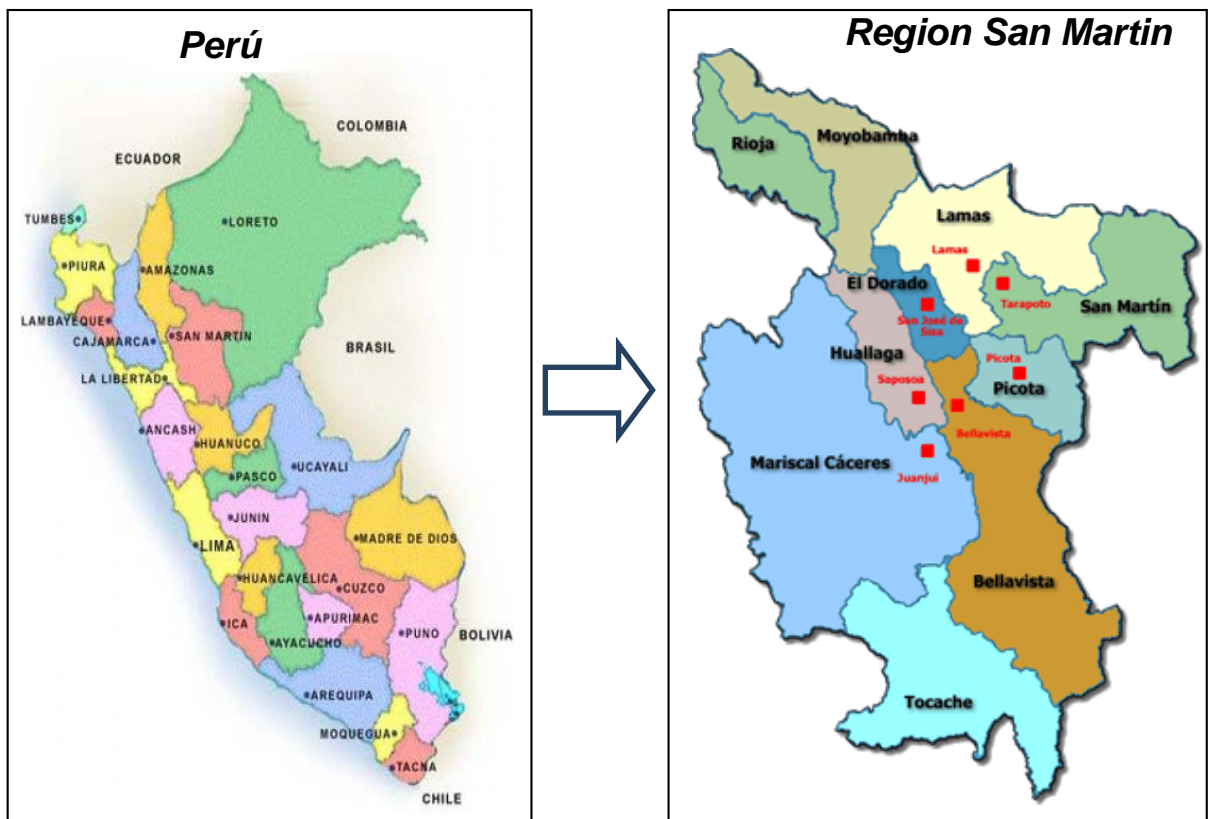 Perú
COLOMBIA
ECUADOR
TUMBES
LORETO
PIURA
AMAZONAS
LAMBAYEQUE
SAN MARTIN
CAJAMARCA
BRASIL
LA LIBERTAD
ANCASH
HUANUCO
UCAYALI
PASCO
JUNIN
LIMA
MADRE DE DIOS
HUANCAVELICA
CUZCO
ICA
APURIMAC
AYACUCHO
PUNO
BOLIVIA
AREQUIPA
MOQUEGUA
TACNA
CHILE
Region San Martin
Moyobamba
Rioja
Lamas
Lamas
El Dorado
Tarapoto
San Martín
San José de
Sisa
Huallaga
Picota
Picota
Saposoa
Bellavista
Mariscal Cáceres
Juanjui
Bellavista
Tocache